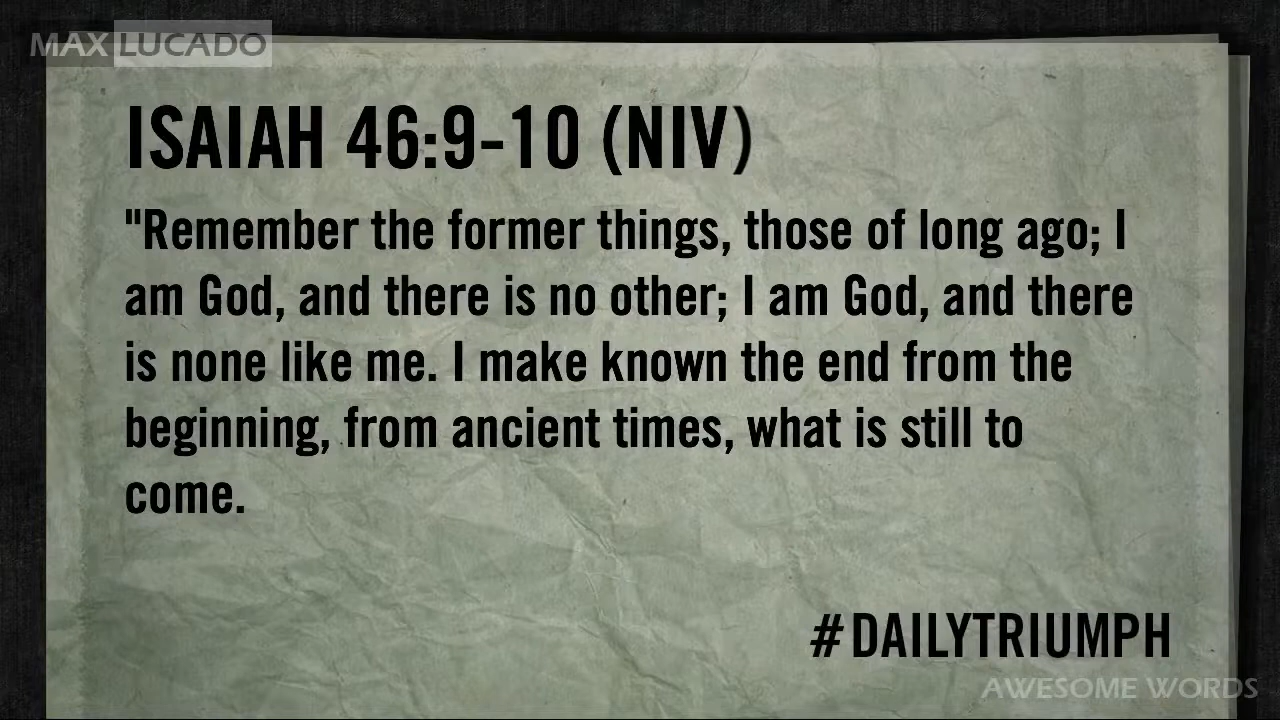 MAX LUCADO
ISAIAH 46:9-10 (NIV)
"Remember the former things, those of long ago; I
am God, and there is no other; I am God, and there
is none like me. I make known the end from the
beginning, from ancient times, what is still to
come.
#DAILYTRIUMPH
AWESOME WORDS